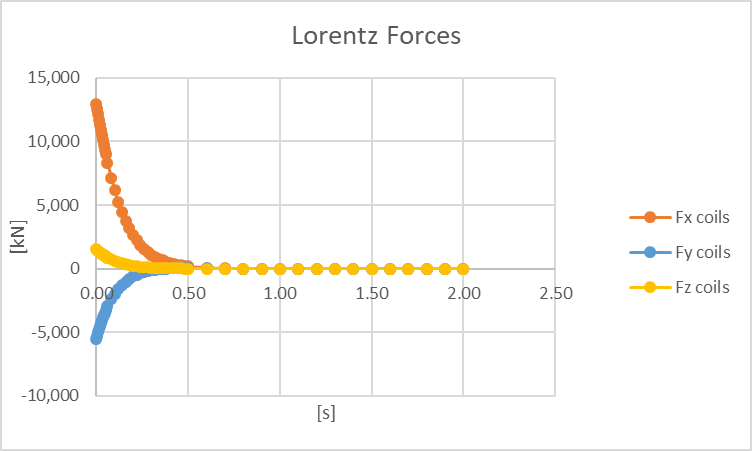 Lorentz Forces
15,000
10,000
5,000
0
-5,000
-10,000
[kN]
0.00 0.50 1.00 1.50 2.00 2.50
[s]
Fx coils
Fy coils
Fz coils